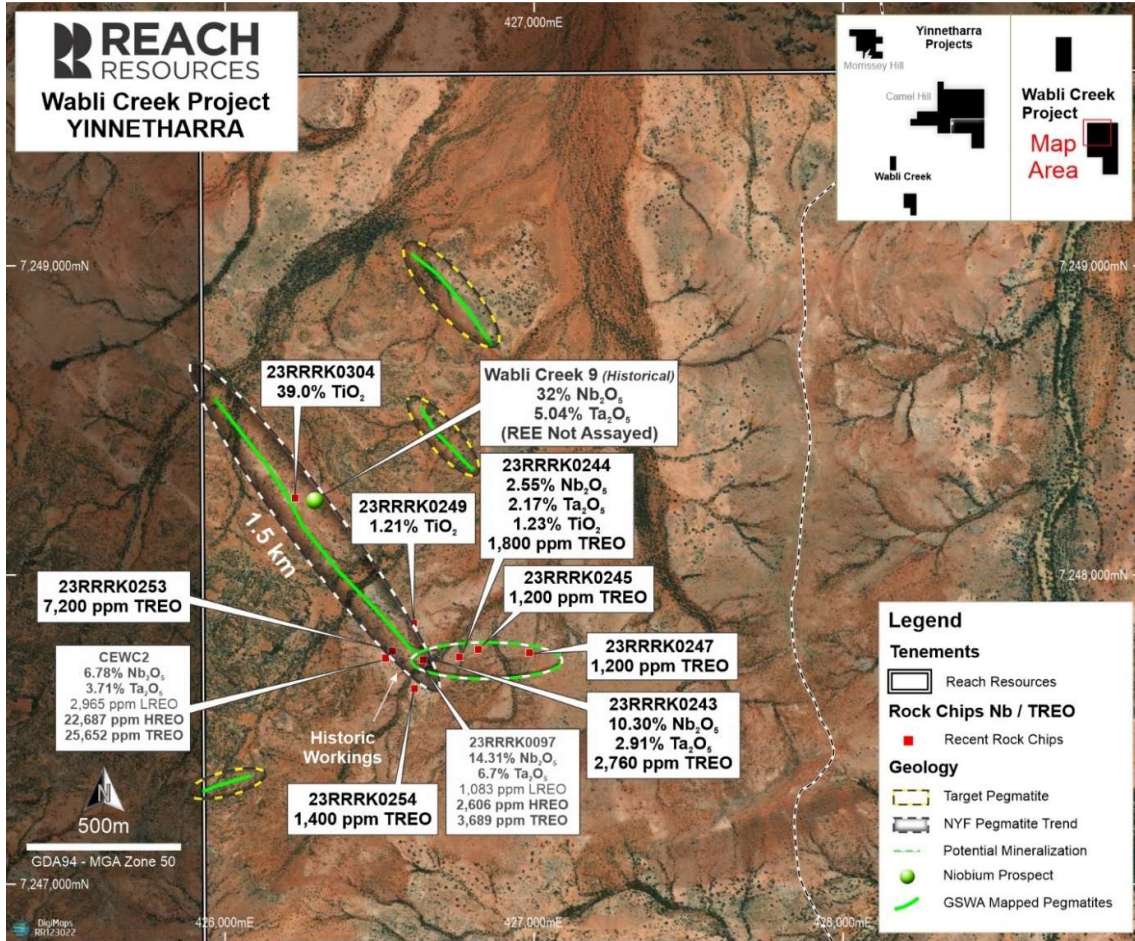 REACH
RESOURCES
Wabli Creek Project
YINNETHARRA
427,000mE
Yinnetharra
Projects
Morrissey Hill
Camel Hill
Wabli Creek
Wabli Creek
Project
Map
Area
7,249,000mN
7,249,000mN
23RRRK0304
39.0% TiO₂
Wabli Creek 9 (Historical)
32% Nb₂O₅
5.04% Ta₂O₅
(REE Not Assayed)
23RRRK0249
1.21% TiO₂
23RRRK0244
2.55% Nb₂O₅
2.17% Ta₂O₅
1.23% TiO₂
1,800 ppm TREO
1.5 km
23RRRK0245
1,200 ppm TREO
7,248,000mN
23RRRK0253
7,200 ppm TREO
23RRRK0247
1,200 ppm TREO
CEWC2
6.78% Nb₂O₅
3.71% Ta₂O₅
2,965 ppm LREO
22,687 ppm HREO
25,652 ppm TREO
Historic
Workings
23RRRK0243
10.30% Nb₂O₅
2.91% Ta₂O₅
2,760 ppm TREO
23RRRK0097
14.31% Nb₂O₅
6.7% Ta₂O₅
1,083 ppm LREO
2,606 ppm HREO
3,689 ppm TREO
23RRRK0254
1,400 ppm TREO
N
500m
GDA94 - MGA Zone 50
7,247,000mN
DigiMaps
RR123022
426,000mE
427,000mE
428,000mE
Legend
Tenements
Reach Resources
Rock Chips Nb / TREO
Recent Rock Chips
Geology
Target Pegmatite
NYF Pegmatite Trend
Potential Mineralization
Niobium Prospect
GSWA Mapped Pegmatites